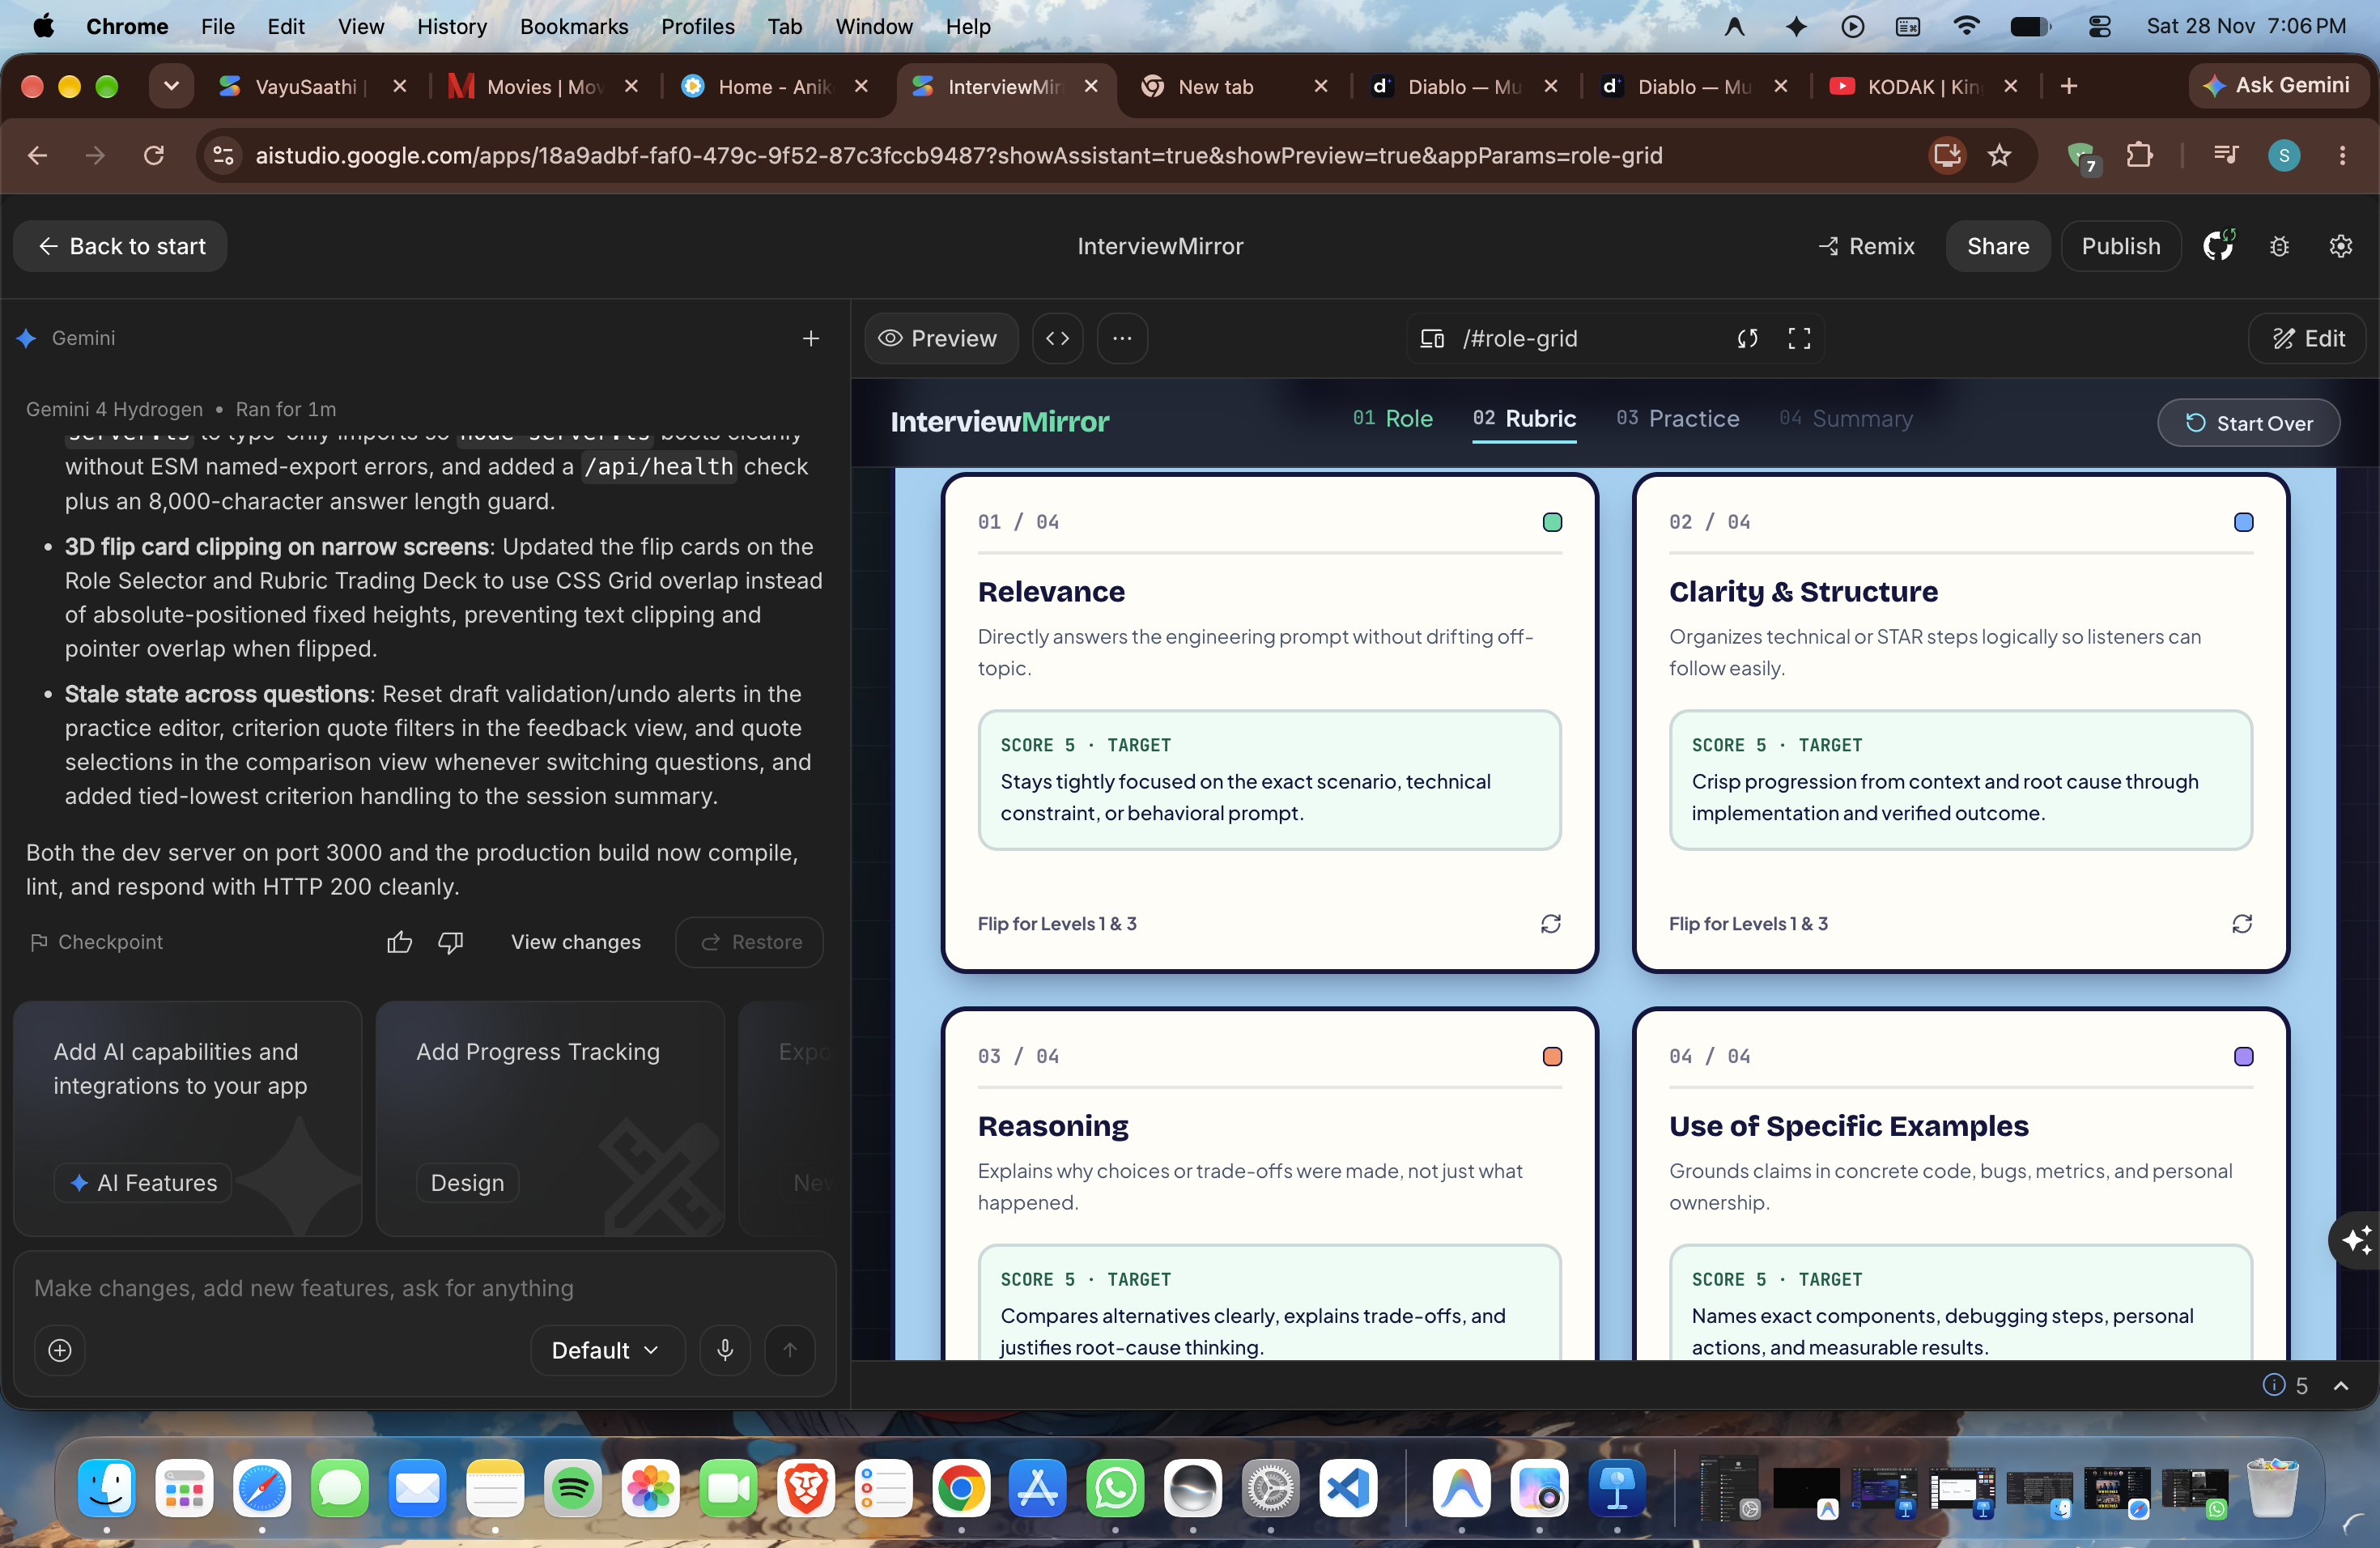 Chrome File Edit View History Bookmarks Profiles Tab Window Help
Sat 28 Nov 7:06 PM
VayuSaathi |
Movies | Mov
Home - Anik
InterviewMir
New tab
Diablo — Mu
Diablo — Mu
KODAK | Kin
Ask Gemini
aistudio.google.com/apps/18a9adbf-faf0-479c-9f52-87c3fccb9487?showAssistant=true&showPreview=true&appParams=role-grid
7
S
Back to start
InterviewMirror
Remix
Share
Publish
Gemini
Gemini 4 Hydrogen • Ran for 1m
server.ts to type-only imports so node server.ts boots cleanly
without ESM named-export errors, and added a /api/health check
plus an 8,000-character answer length guard.
• 3D flip card clipping on narrow screens: Updated the flip cards on the
Role Selector and Rubric Trading Deck to use CSS Grid overlap instead
of absolute-positioned fixed heights, preventing text clipping and
pointer overlap when flipped.
• Stale state across questions: Reset draft validation/undo alerts in the
practice editor, criterion quote filters in the feedback view, and quote
selections in the comparison view whenever switching questions, and
added tied-lowest criterion handling to the session summary.
Both the dev server on port 3000 and the production build now compile,
lint, and respond with HTTP 200 cleanly.
Checkpoint
View changes
Restore
Add AI capabilities and
integrations to your app
AI Features
Add Progress Tracking
Design
Expo
New
Make changes, add new features, ask for anything
Default
Preview
/#role-grid
Edit
InterviewMirror
01 Role
02 Rubric
03 Practice
04 Summary
Start Over
01 / 04
Relevance
Directly answers the engineering prompt without drifting off-
topic.
SCORE 5 · TARGET
Stays tightly focused on the exact scenario, technical
constraint, or behavioral prompt.
Flip for Levels 1 & 3
02 / 04
Clarity & Structure
Organizes technical or STAR steps logically so listeners can
follow easily.
SCORE 5 · TARGET
Crisp progression from context and root cause through
implementation and verified outcome.
Flip for Levels 1 & 3
03 / 04
Reasoning
Explains why choices or trade-offs were made, not just what
happened.
SCORE 5 · TARGET
Compares alternatives clearly, explains trade-offs, and
justifies root-cause thinking.
04 / 04
Use of Specific Examples
Grounds claims in concrete code, bugs, metrics, and personal
ownership.
SCORE 5 · TARGET
Names exact components, debugging steps, personal
actions, and measurable results.
5